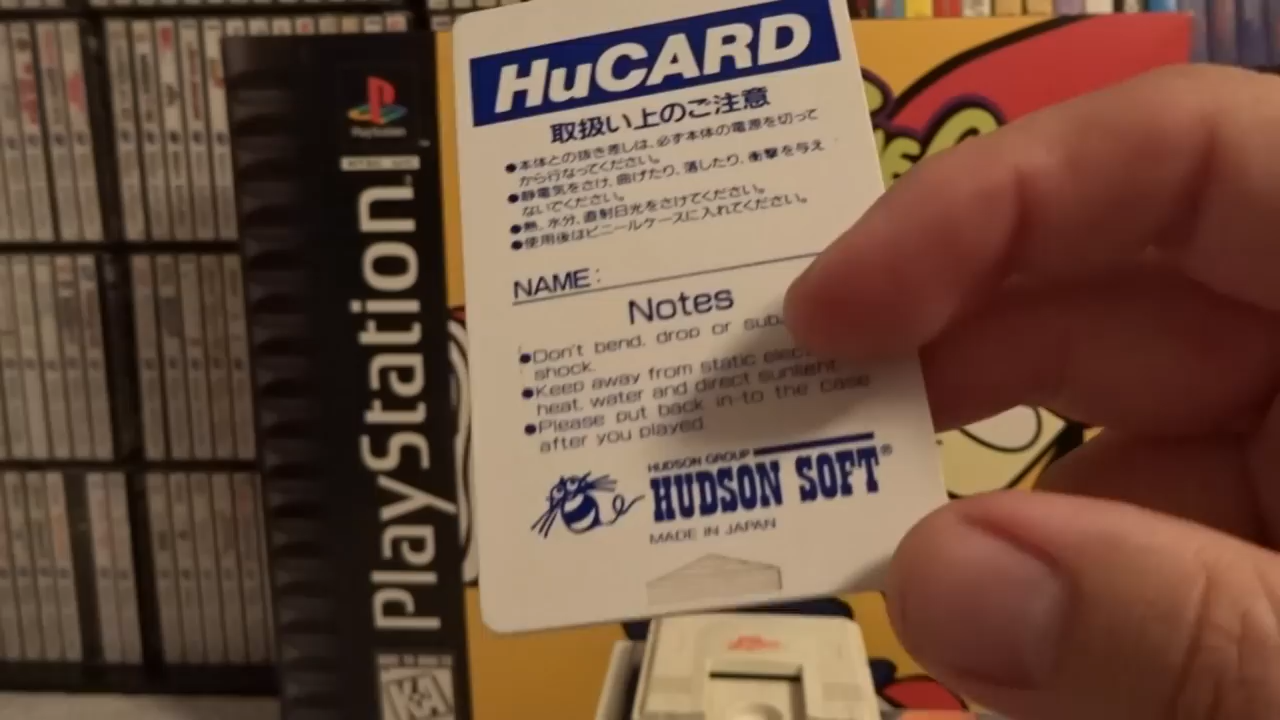 HuCARD
取扱い上のご注意
●本体との抜き差しは、必ず本体の電源を切って
から行なってください。
●静電気をさけ、曲げたり、落したり、衝撃を与え
ないでください。
●熱、水分、直射日光をさけてください。
●使用後はビニールケースに入れてください。
NAME:
Notes
●Don't bend, drop or
shock.
●Keep away from static
heat, water and direct sunlight
●Please put back in-to the case
after you played
HUDSON GROUP
HUDSON SOFT®
MADE IN JAPAN
PlayStation
PlayStation
K-A